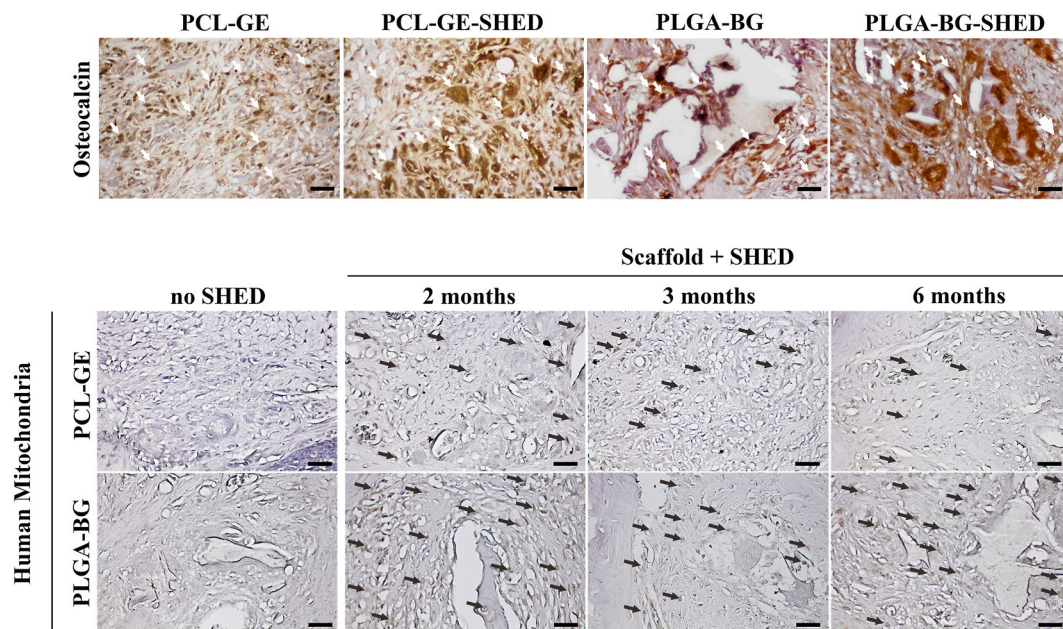 PCL-GE PCL-GE-SHED PLGA-BG PLGA-BG-SHED
Osteocalcin
Scaffold + SHED
no SHED 2 months 3 months 6 months
Human Mitochondria
PCL-GE
PLGA-BG